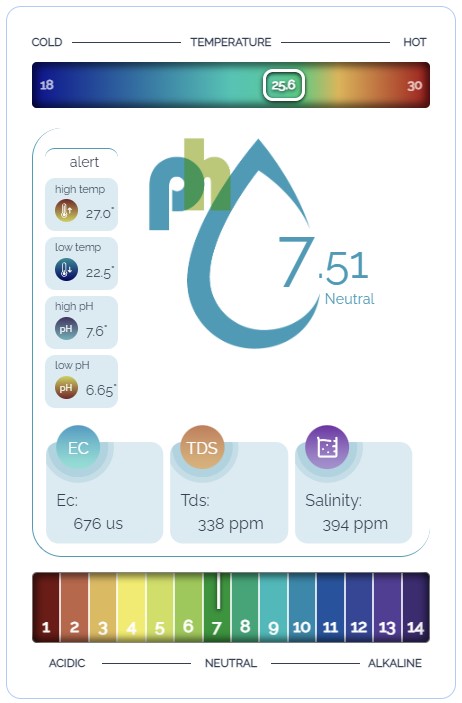 COLD TEMPERATURE HOT
18 25.6 30
alert
high temp
27.0°
low temp
22.5°
high pH
pH 7.6°
low pH
pH 6.65°
ph
7.51
Neutral
EC TDS
Ec: Tds: Salinity:
676 us 338 ppm 394 ppm
1 2 3 4 5 6 7 8 9 10 11 12 13 14
ACIDIC NEUTRAL ALKALINE